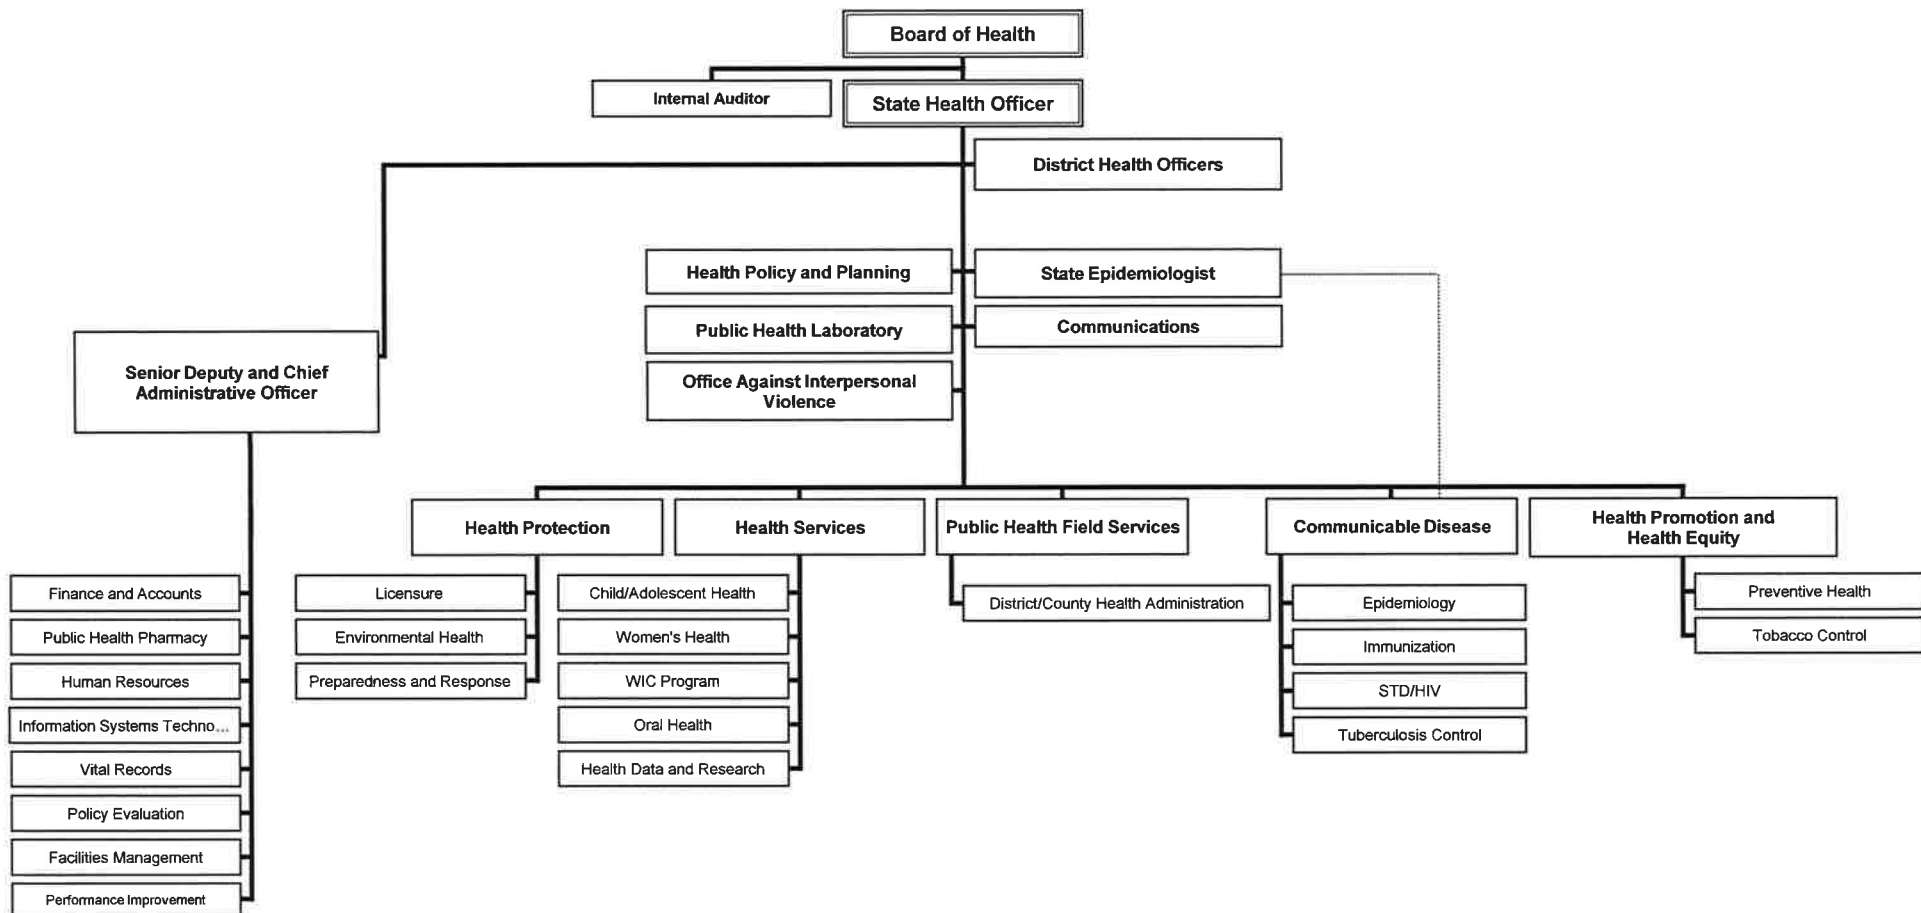 Board of Health
Internal Auditor
State Health Officer
District Health Officers
Health Policy and Planning
State Epidemiologist
Public Health Laboratory
Communications
Office Against Interpersonal
Violence
Senior Deputy and Chief
Administrative Officer
Health Protection
Health Services
Public Health Field Services
Communicable Disease
Health Promotion and
Health Equity
Finance and Accounts
Public Health Pharmacy
Human Resources
Information Systems Techno...
Vital Records
Policy Evaluation
Facilities Management
Performance Improvement
Licensure
Environmental Health
Preparedness and Response
Child/Adolescent Health
Women's Health
WIC Program
Oral Health
Health Data and Research
District/County Health Administration
Epidemiology
Immunization
STD/HIV
Tuberculosis Control
Preventive Health
Tobacco Control